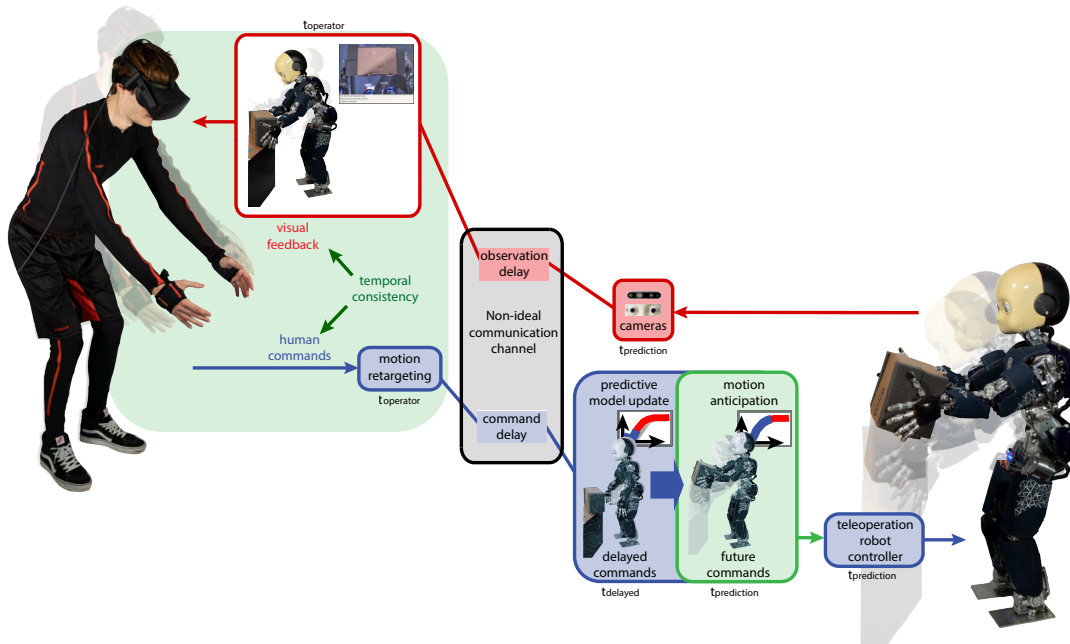 toperator
visual
feedback
temporal
consistency
human
commands
motion
retargeting
toperator
observation
delay
Non-ideal
communication
channel
command
delay
cameras
tprediction
predictive
model update
motion
anticipation
delayed
commands
future
commands
tdelayed
tprediction
teleoperation
robot
controller
tprediction